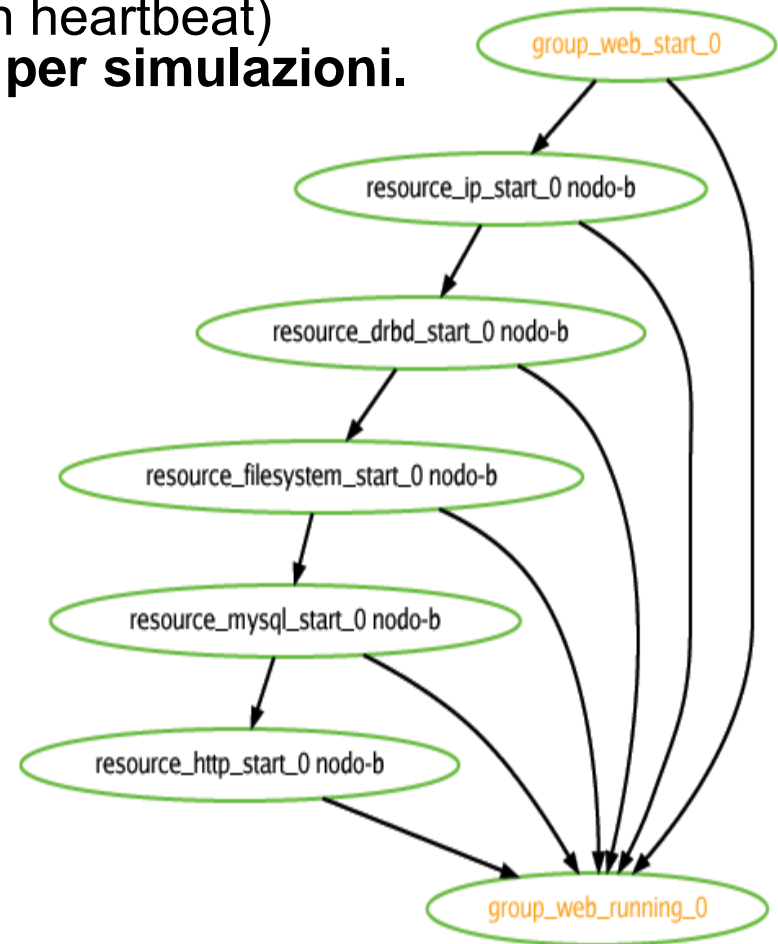 n heartbeat)
per simulazioni.
group_web_start_0
resource_ip_start_0 nodo-b
resource_drbd_start_0 nodo-b
resource_filesystem_start_0 nodo-b
resource_mysql_start_0 nodo-b
resource_http_start_0 nodo-b
group_web_running_0